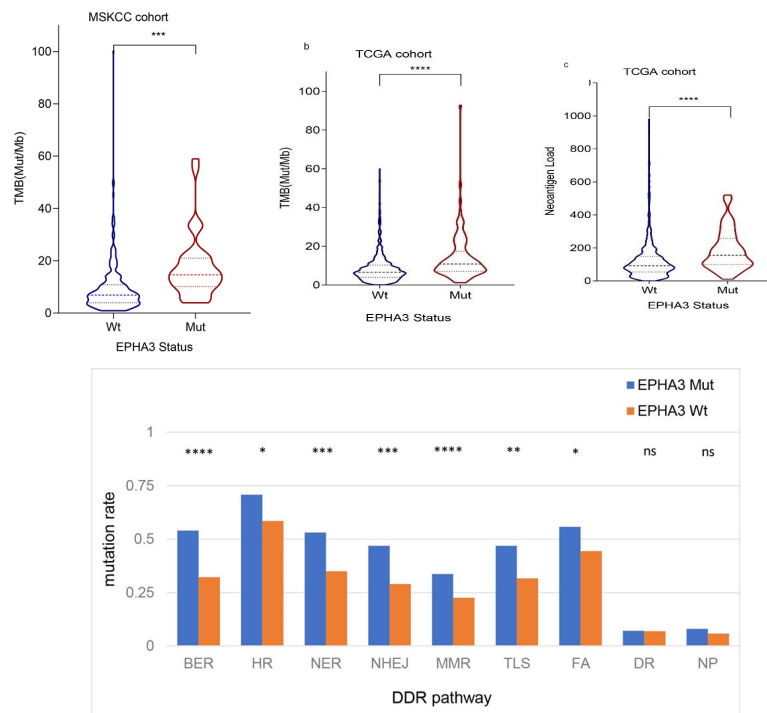 MSKCC cohort
***
100
80
60
40
20
0
TMB(Mut/Mb)
Wt Mut
EPHA3 Status
b
TCGA cohort
****
100
80
60
40
20
0
TMB(Mut/Mb)
Wt Mut
EPHA3 Status
c
TCGA cohort
****
1000
800
600
400
200
0
Neoantigen Load
Wt Mut
EPHA3 Status
EPHA3 Mut
EPHA3 Wt
1
0.75
0.5
0.25
0
mutation rate
**** * *** *** **** ** * ns ns
BER HR NER NHEJ MMR TLS FA DR NP
DDR pathway